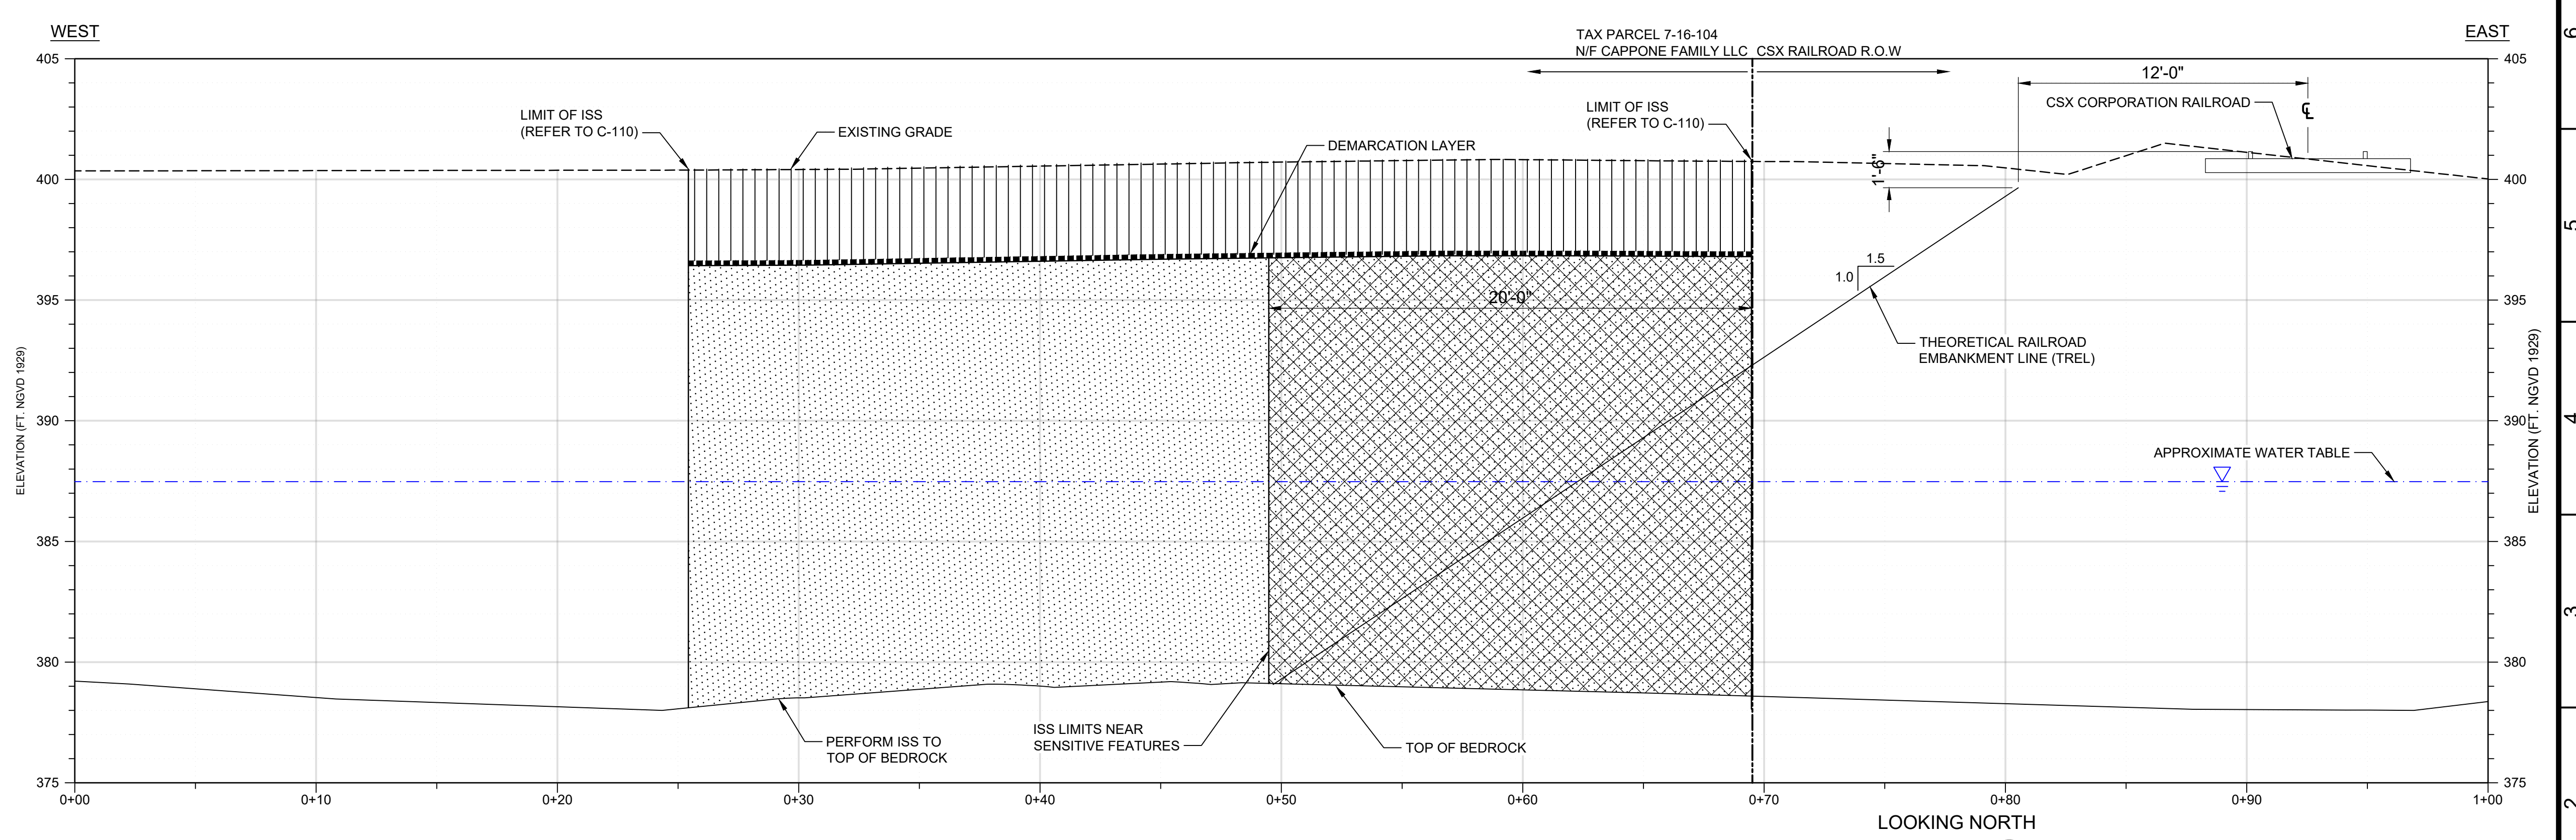 WEST
EAST
TAX PARCEL 7-16-104
N/F CAPPONE FAMILY LLC
CSX RAILROAD R.O.W
6
405
405
12'-0"
CSX CORPORATION RAILROAD
℄
LIMIT OF ISS
(REFER TO C-110)
EXISTING GRADE
LIMIT OF ISS
(REFER TO C-110)
DEMARCATION LAYER
1'-6"
400
400
5
1.5
1.0
395
395
20'-0"
THEORETICAL RAILROAD
EMBANKMENT LINE (TREL)
ELEVATION (FT. NGVD 1929)
ELEVATION (FT. NGVD 1929)
390
390
4
APPROXIMATE WATER TABLE
385
385
3
380
380
PERFORM ISS TO
TOP OF BEDROCK
ISS LIMITS NEAR
SENSITIVE FEATURES
TOP OF BEDROCK
375
375
0+00
0+10
0+20
0+30
0+40
0+50
0+60
0+70
0+80
0+90
1+00
2
LOOKING NORTH